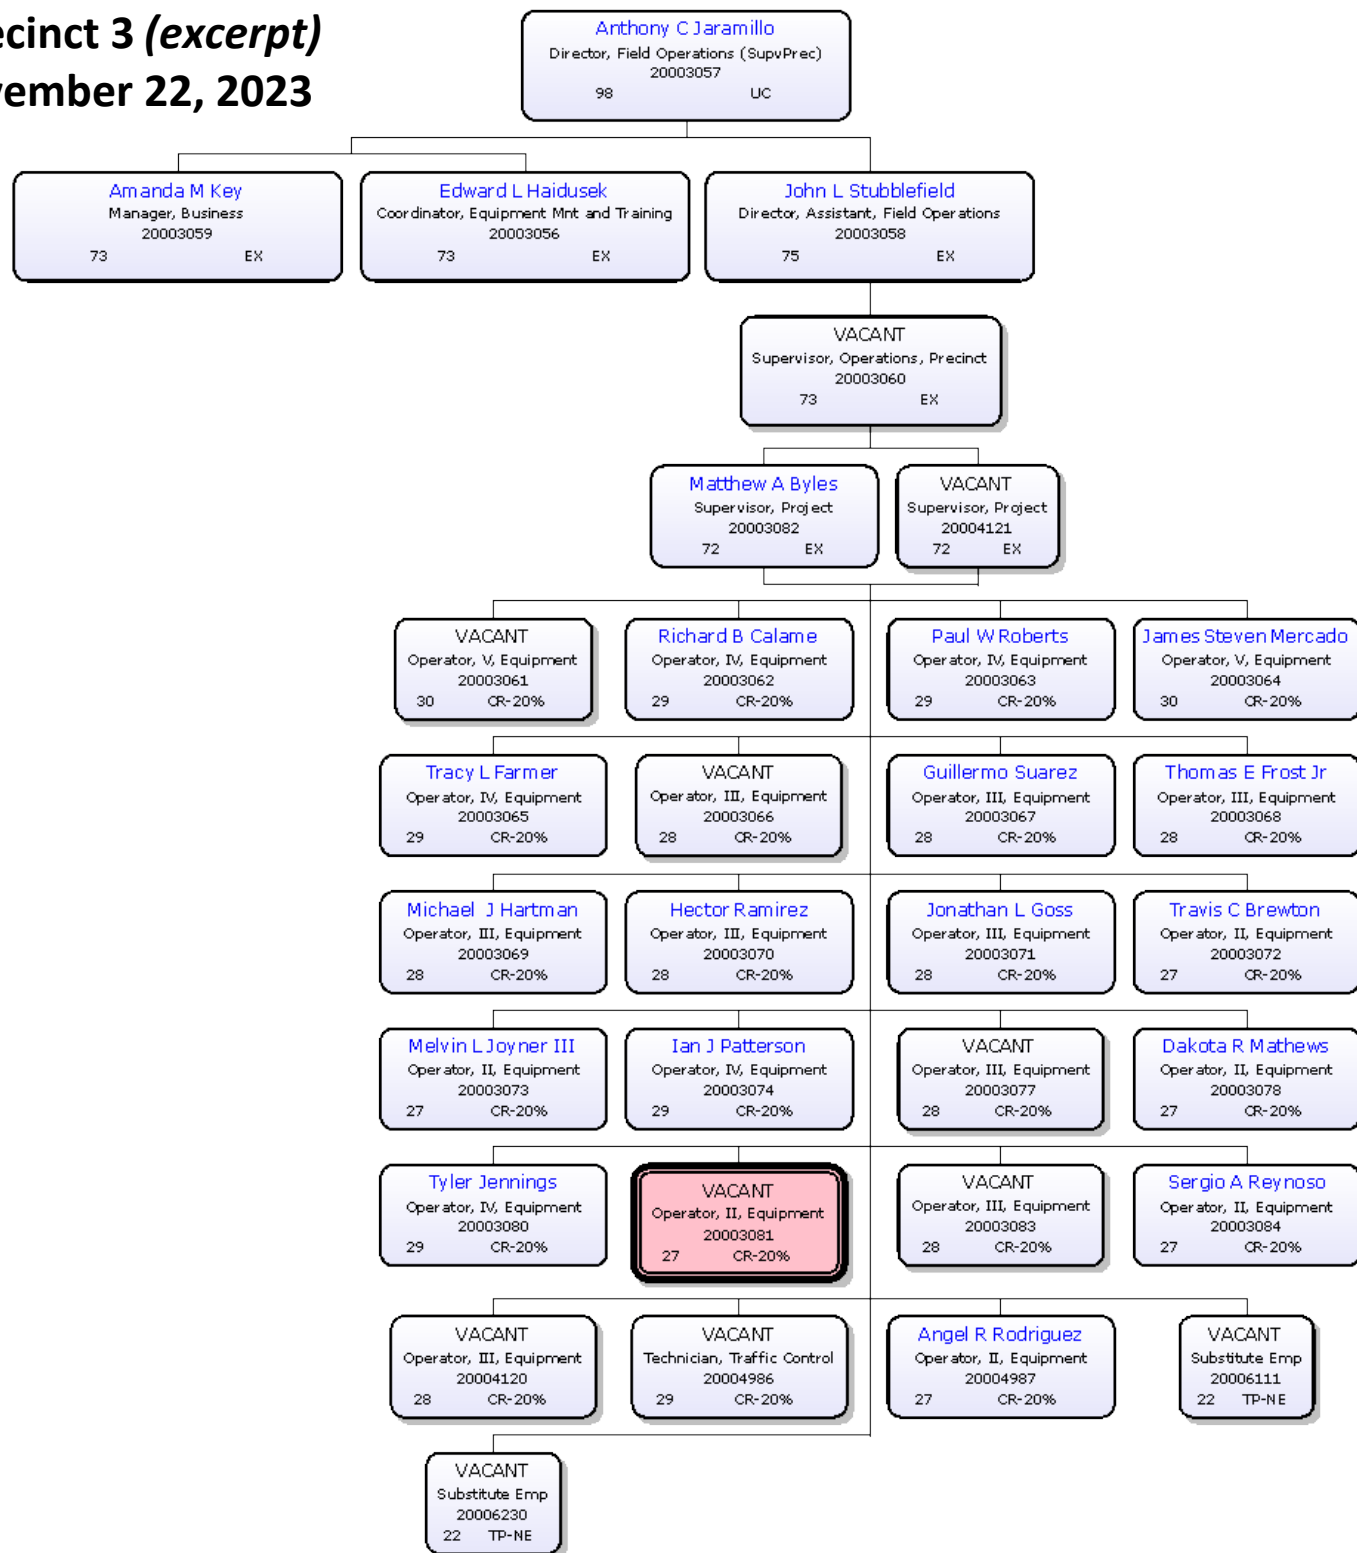 ecinct 3 (excerpt)
vember 22, 2023
Anthony C Jaramillo
Director, Field Operations (SupvPrec)
20003057
98 UC
Amanda M Key
Manager, Business
20003059
73 EX
Edward L Haidusek
Coordinator, Equipment Mnt and Training
20003056
73 EX
John L Stubblefield
Director, Assistant, Field Operations
20003058
75 EX
VACANT
Supervisor, Operations, Precinct
20003060
73 EX
Matthew A Byles
Supervisor, Project
20003082
72 EX
VACANT
Supervisor, Project
20004121
72 EX
VACANT
Operator, V, Equipment
20003061
30 CR-20%
Richard B Calame
Operator, IV, Equipment
20003062
29 CR-20%
Paul W Roberts
Operator, IV, Equipment
20003063
29 CR-20%
James Steven Mercado
Operator, V, Equipment
20003064
30 CR-20%
Tracy L Farmer
Operator, IV, Equipment
20003065
29 CR-20%
VACANT
Operator, III, Equipment
20003066
28 CR-20%
Guillermo Suarez
Operator, III, Equipment
20003067
28 CR-20%
Thomas E Frost Jr
Operator, III, Equipment
20003068
28 CR-20%
Michael J Hartman
Operator, III, Equipment
20003069
28 CR-20%
Hector Ramirez
Operator, III, Equipment
20003070
28 CR-20%
Jonathan L Goss
Operator, III, Equipment
20003071
28 CR-20%
Travis C Brewton
Operator, II, Equipment
20003072
27 CR-20%
Melvin L Joyner III
Operator, II, Equipment
20003073
27 CR-20%
Ian J Patterson
Operator, IV, Equipment
20003074
29 CR-20%
VACANT
Operator, III, Equipment
20003077
28 CR-20%
Dakota R Mathews
Operator, II, Equipment
20003078
27 CR-20%
Tyler Jennings
Operator, IV, Equipment
20003080
29 CR-20%
VACANT
Operator, II, Equipment
20003081
27 CR-20%
VACANT
Operator, III, Equipment
20003083
28 CR-20%
Sergio A Reynoso
Operator, II, Equipment
20003084
27 CR-20%
VACANT
Operator, III, Equipment
20004120
28 CR-20%
VACANT
Technician, Traffic Control
20004986
29 CR-20%
Angel R Rodriguez
Operator, II, Equipment
20004987
27 CR-20%
VACANT
Substitute Emp
20006111
22 TP-NE
VACANT
Substitute Emp
20006230
22 TP-NE